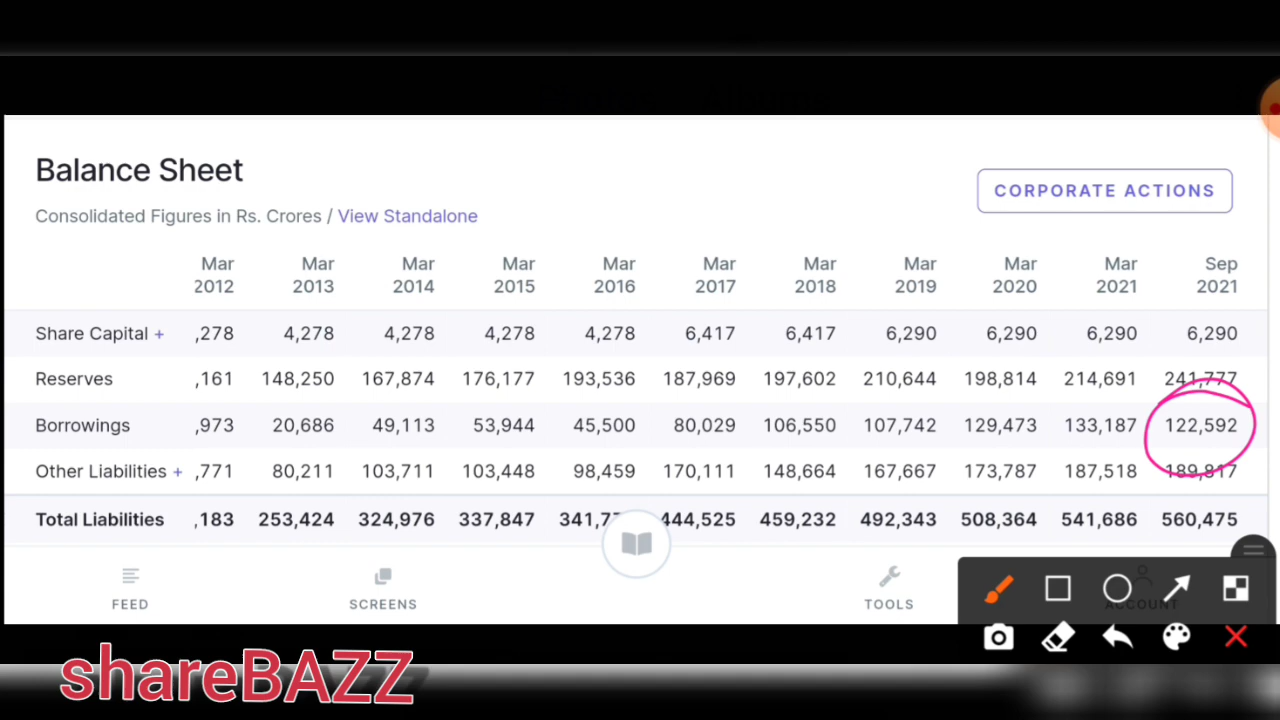 Balance Sheet
CORPORATE ACTIONS
Consolidated Figures in Rs. Crores / View Standalone
Mar Mar Mar Mar Mar Mar Mar Mar Mar Mar Sep
2012 2013 2014 2015 2016 2017 2018 2019 2020 2021 2021
Share Capital + ,278 4,278 4,278 4,278 4,278 6,417 6,417 6,290 6,290 6,290 6,290
Reserves ,161 148,250 167,874 176,177 193,536 187,969 197,602 210,644 198,814 214,691 241,777
Borrowings ,973 20,686 49,113 53,944 45,500 80,029 106,550 107,742 129,473 133,187 122,592
Other Liabilities + ,771 80,211 103,711 103,448 98,459 170,111 148,664 167,667 173,787 187,518 189,817
Total Liabilities ,183 253,424 324,976 337,847 444,525 459,232 492,343 508,364 541,686 560,475
FEED SCREENS TOOLS ACCOUNT
shareBAZZ